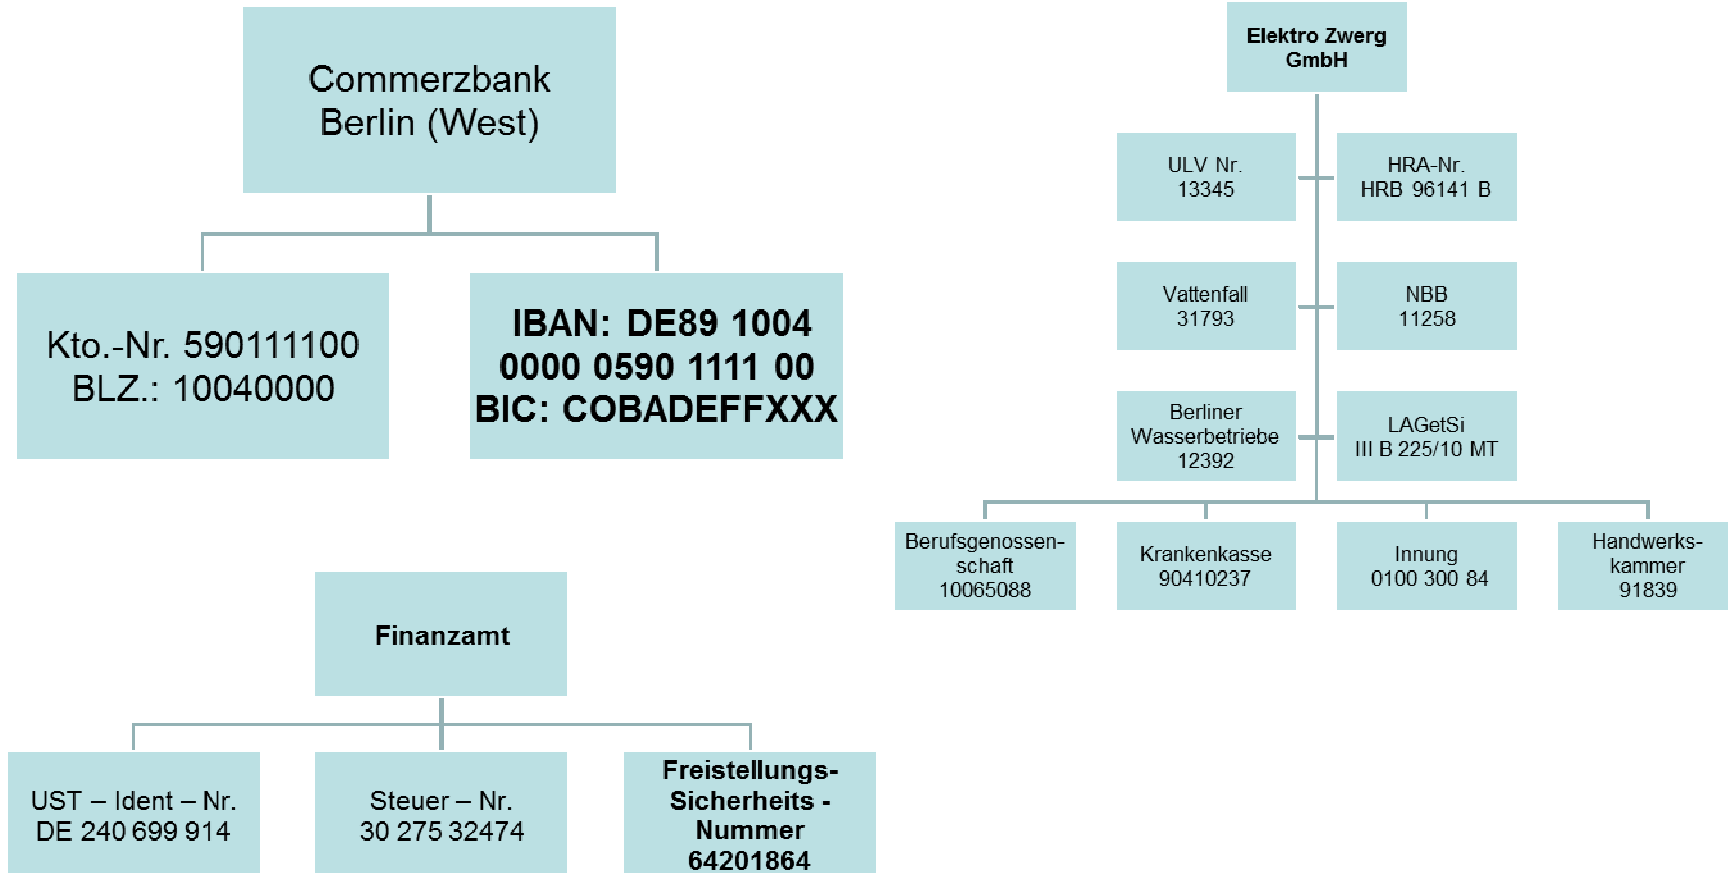 Commerzbank
Berlin (West)
Kto.-Nr. 590111100
BLZ.: 10040000
IBAN: DE89 1004
0000 0590 1111 00
BIC: COBADEFFXXX
Finanzamt
UST – Ident – Nr.
DE 240 699 914
Steuer – Nr.
30 275 32474
Freistellungs-
Sicherheits -
Nummer
64201864
Elektro Zwerg
GmbH
ULV Nr.
13345
HRA-Nr.
HRB 96141 B
Vattenfall
31793
NBB
11258
Berliner
Wasserbetriebe
12392
LAGetSi
III B 225/10 MT
Berufsgenossen-
schaft
10065088
Krankenkasse
90410237
Innung
0100 300 84
Handwerks-
kammer
91839